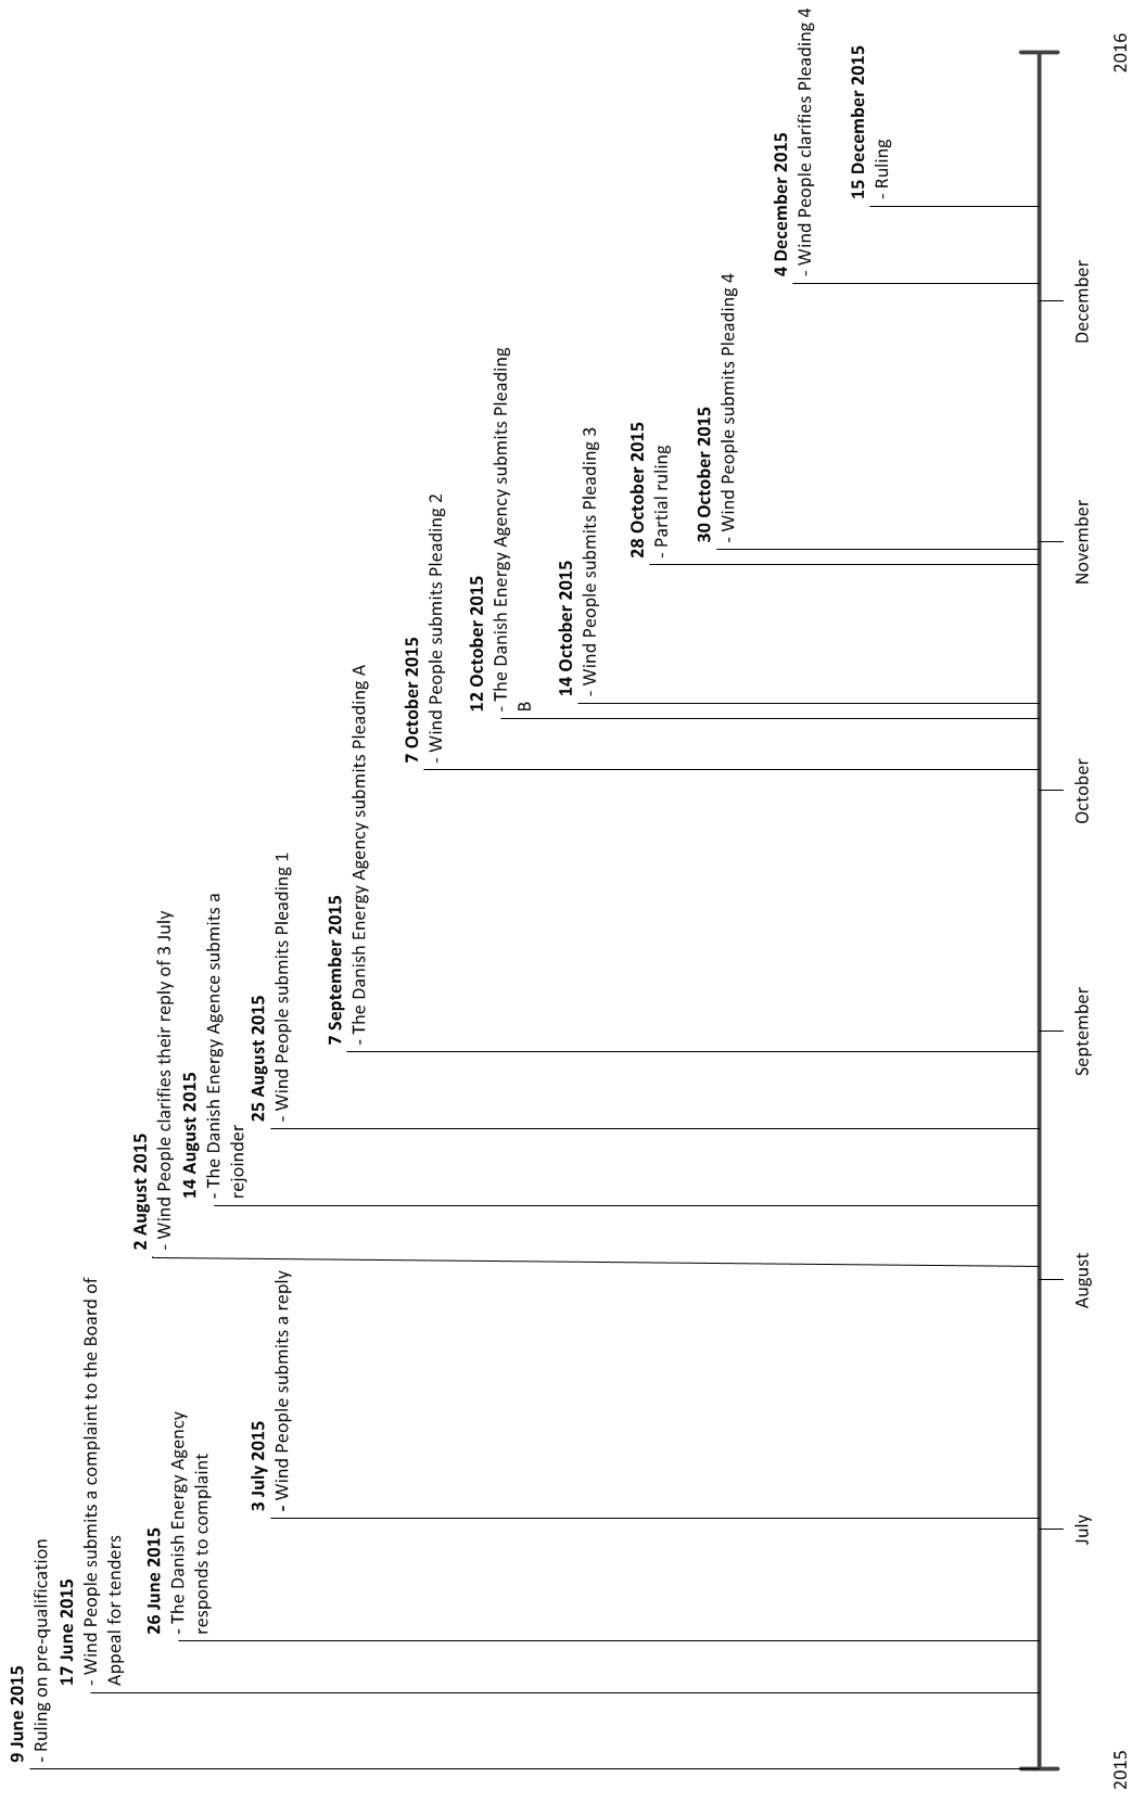 9 June 2015
- Ruling on pre-qualification
17 June 2015
- Wind People submits a complaint to the Board of
Appeal for tenders
26 June 2015
- The Danish Energy Agency
responds to complaint
3 July 2015
- Wind People submits a reply
2 August 2015
- Wind People clarifies their reply of 3 July
14 August 2015
- The Danish Energy Agence submits a
rejoinder
25 August 2015
- Wind People submits Pleading 1
7 September 2015
- The Danish Energy Agency submits Pleading A
7 October 2015
- Wind People submits Pleading 2
12 October 2015
- The Danish Energy Agency submits Pleading
B
14 October 2015
- Wind People submits Pleading 3
28 October 2015
- Partial ruling
30 October 2015
- Wind People submits Pleading 4
4 December 2015
- Wind People clarifies Pleading 4
15 December 2015
- Ruling
July
August
September
October
November
December
2015
2016